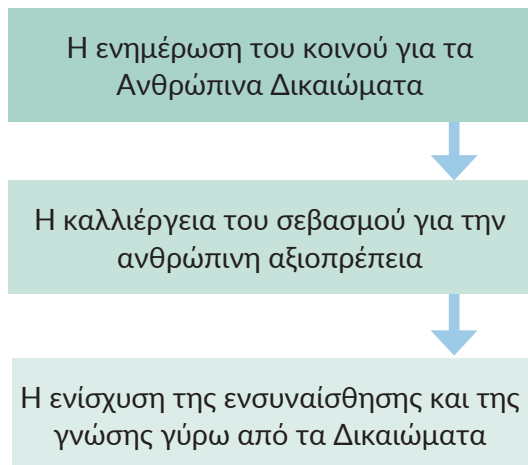 Η ενημέρωση του κοινού για τα
Ανθρώπινα Δικαιώματα
Η καλλιέργεια του σεβασμού για την
ανθρώπινη αξιοπρέπεια
Η ενίσχυση της ενσυναίσθησης και της
γνώσης γύρω από τα Δικαιώματα